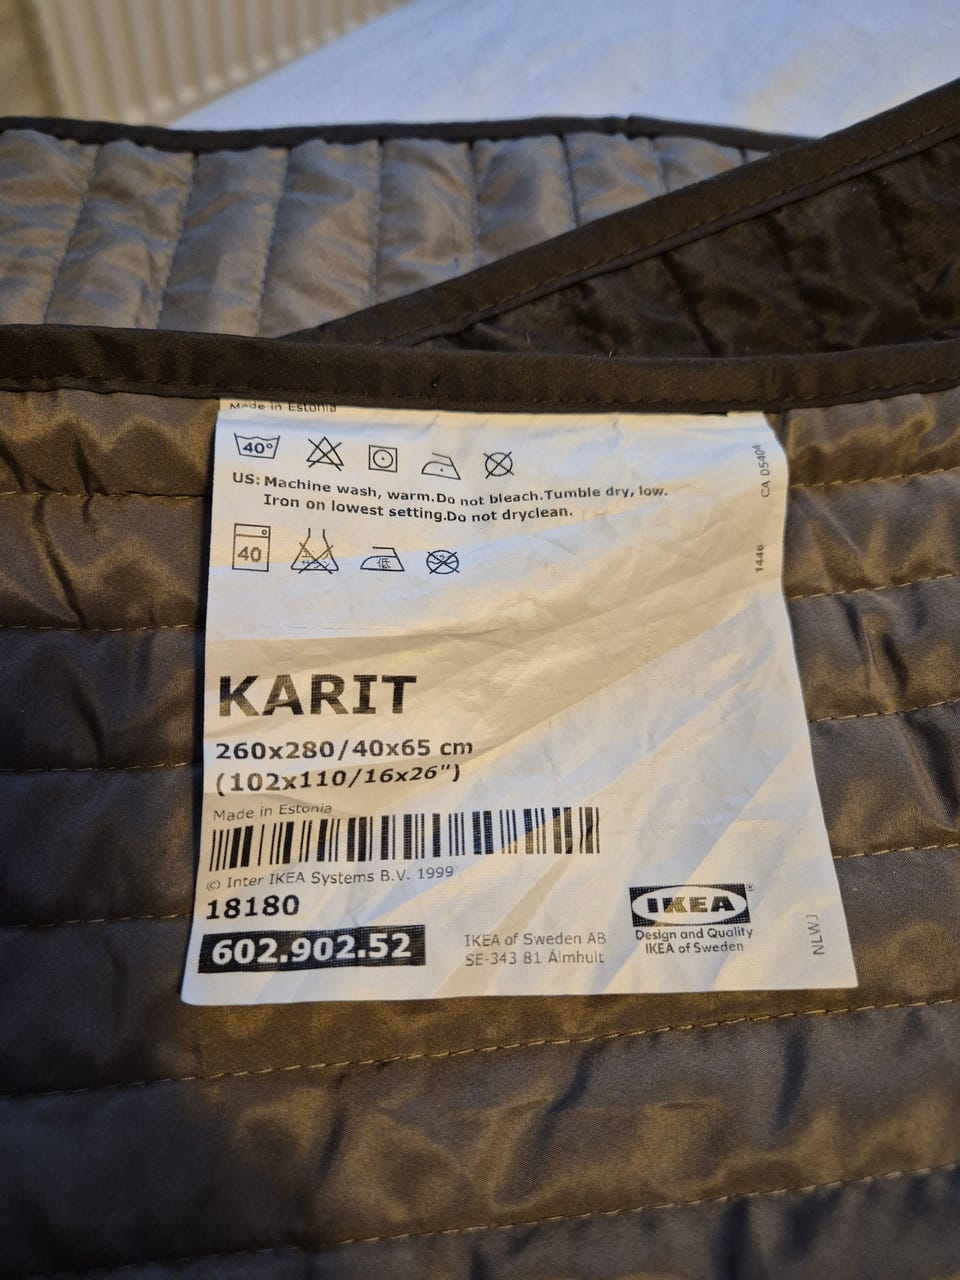 Made in Estonia
40°
US: Machine wash, warm.Do not bleach.Tumble dry, low.
Iron on lowest setting.Do not dryclean.
40
低
CA 05404
1446
KARIT
260x280/40x65 cm
(102x110/16x26")
Made in Estonia
© Inter IKEA Systems B.V. 1999
18180
602.902.52
IKEA of Sweden AB
SE-343 81 Älmhult
IKEA®
Design and Quality
IKEA of Sweden
NLWJ